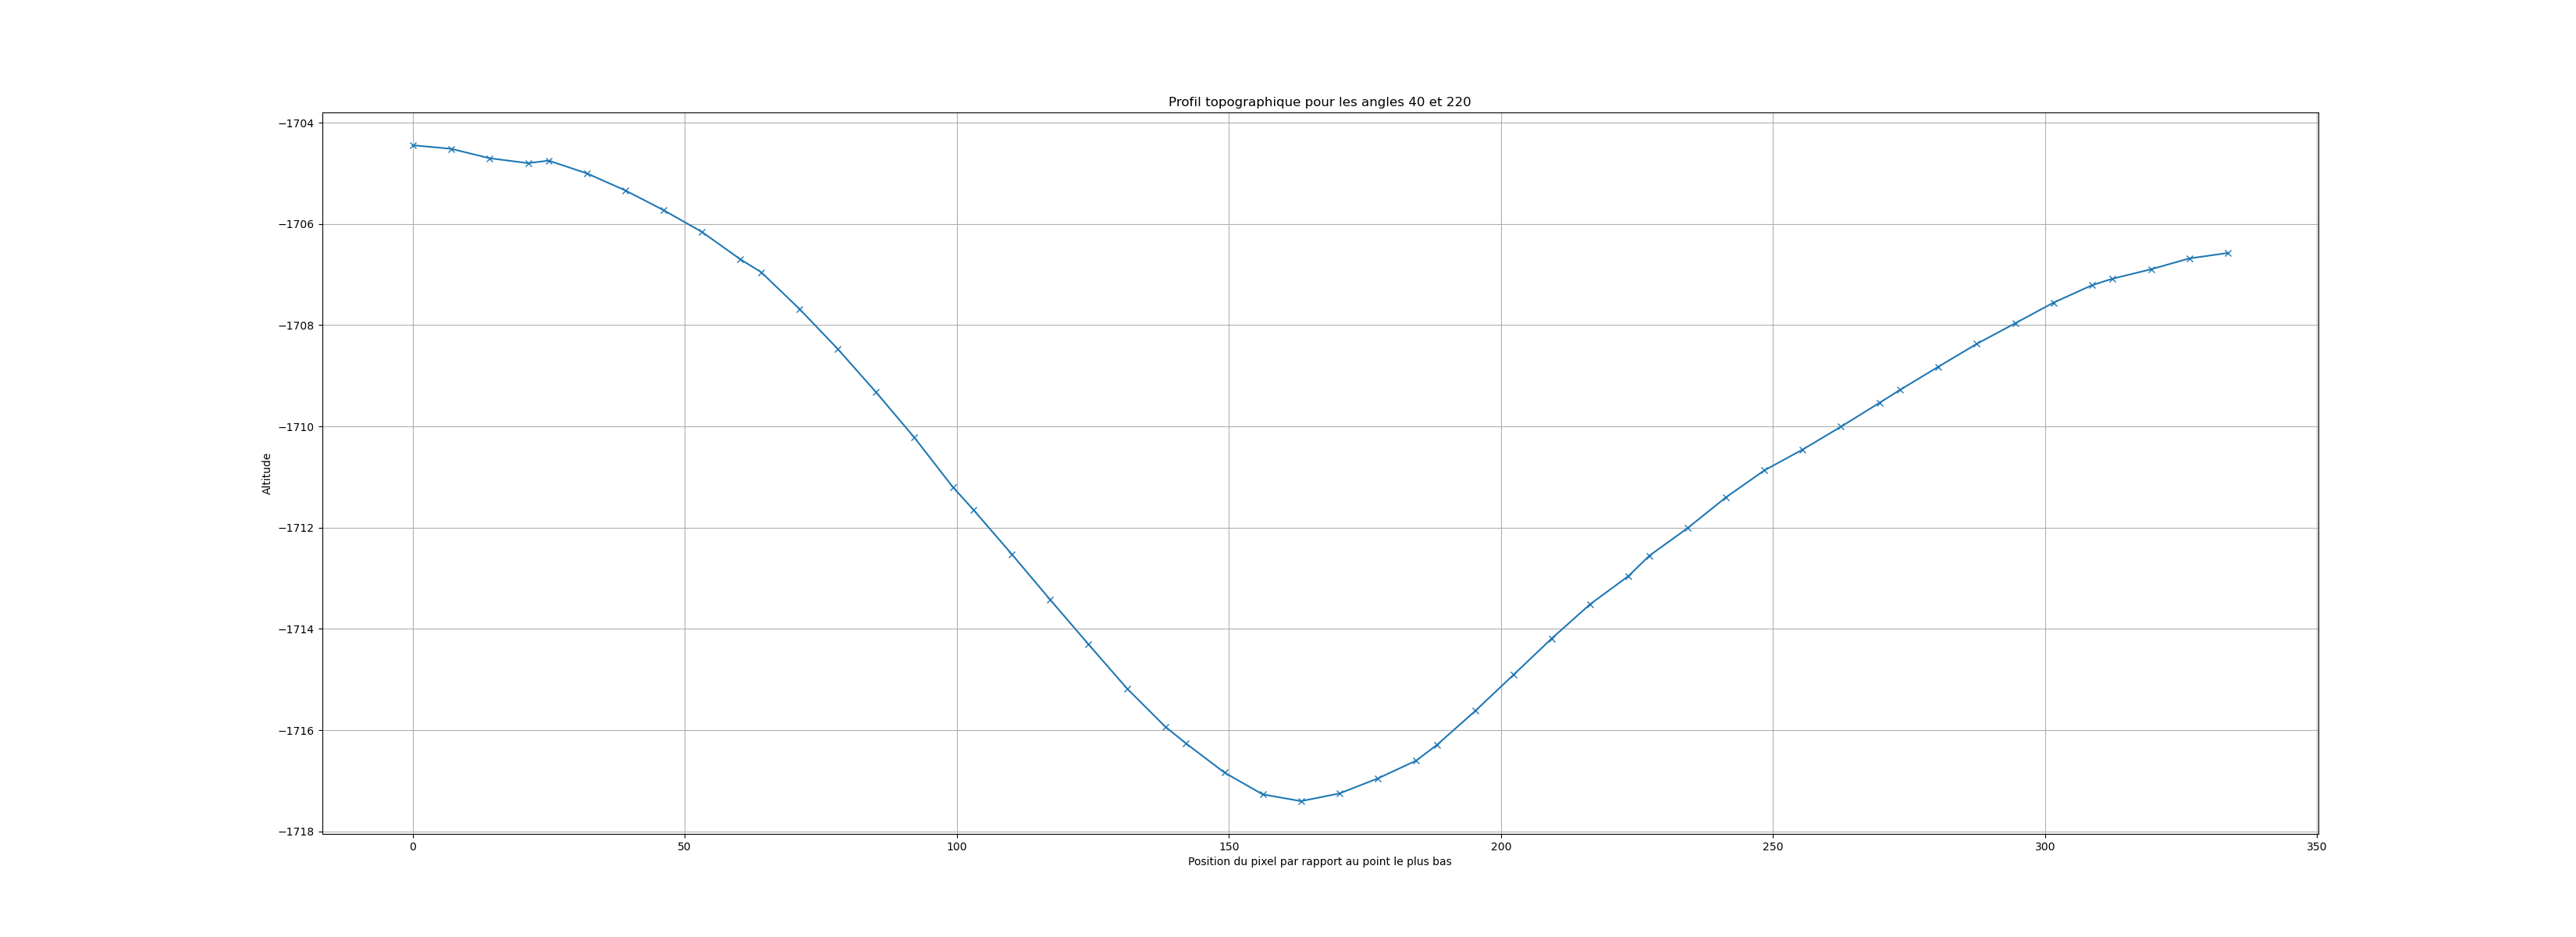 Profil topographique pour les angles 40 et 220
−1704
−1706
−1708
−1710
−1712
−1714
−1716
−1718
Altitude
0 50 100 150 200 250 300 350
Position du pixel par rapport au point le plus bas